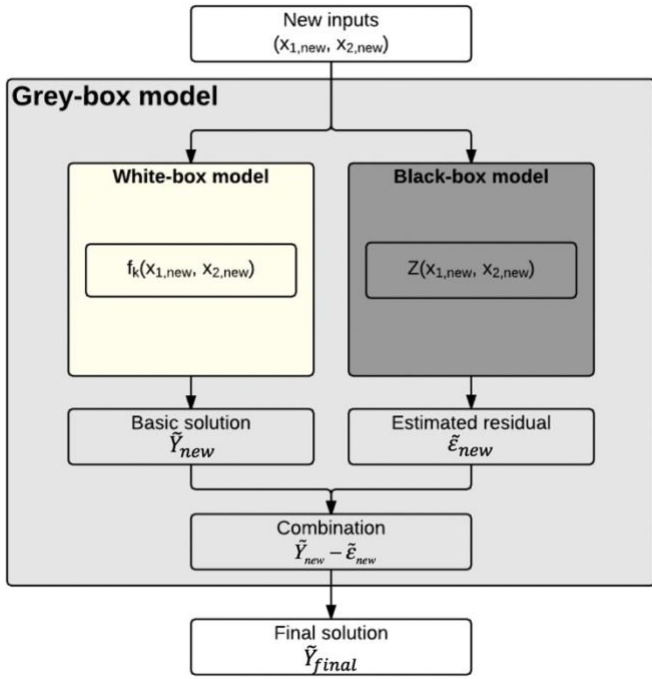 New inputs
(x₁,new, x₂,new)
Grey-box model
White-box model
Black-box model
fₖ(x₁,new, x₂,new)
Z(x₁,new, x₂,new)
Basic solution
Ỹnew
Estimated residual
ε̃new
Combination
Ỹnew − ε̃new
Final solution
Ỹfinal